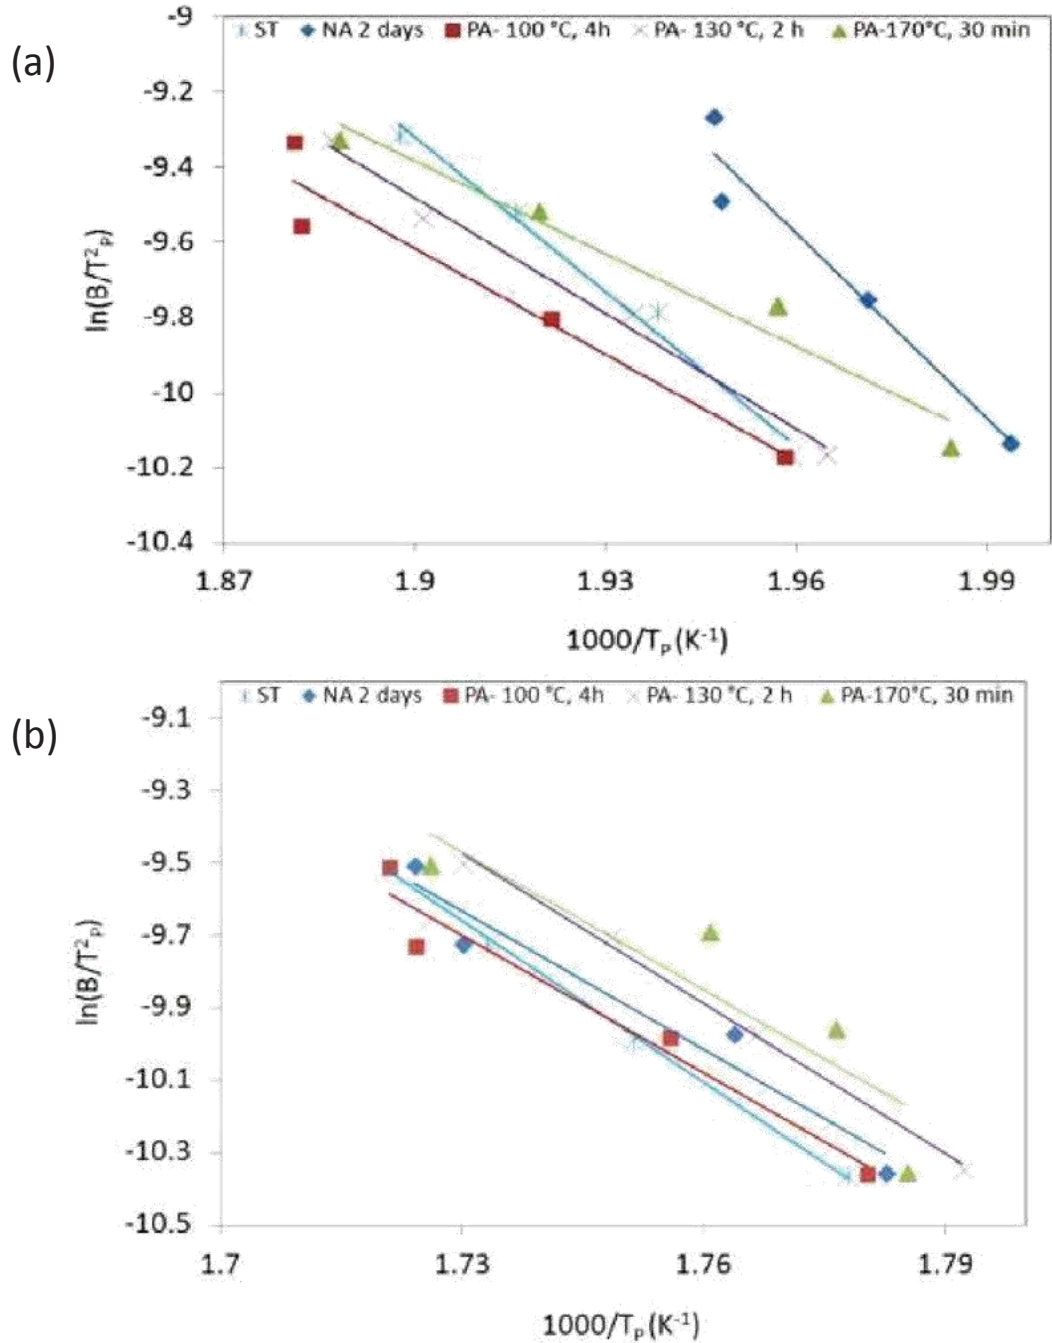 (a)
ST NA 2 days PA- 100 °C, 4h PA- 130 °C, 2 h PA-170°C, 30 min
-9
-9.2
-9.4
-9.6
-9.8
-10
-10.2
-10.4
ln(B/T²ₚ)
1.87 1.9 1.93 1.96 1.99
1000/Tₚ (K⁻¹)
(b)
ST NA 2 days PA- 100 °C, 4h PA- 130 °C, 2 h PA-170°C, 30 min
-9.1
-9.3
-9.5
-9.7
-9.9
-10.1
-10.3
-10.5
ln(B/T²ₚ)
1.7 1.73 1.76 1.79
1000/Tₚ (K⁻¹)